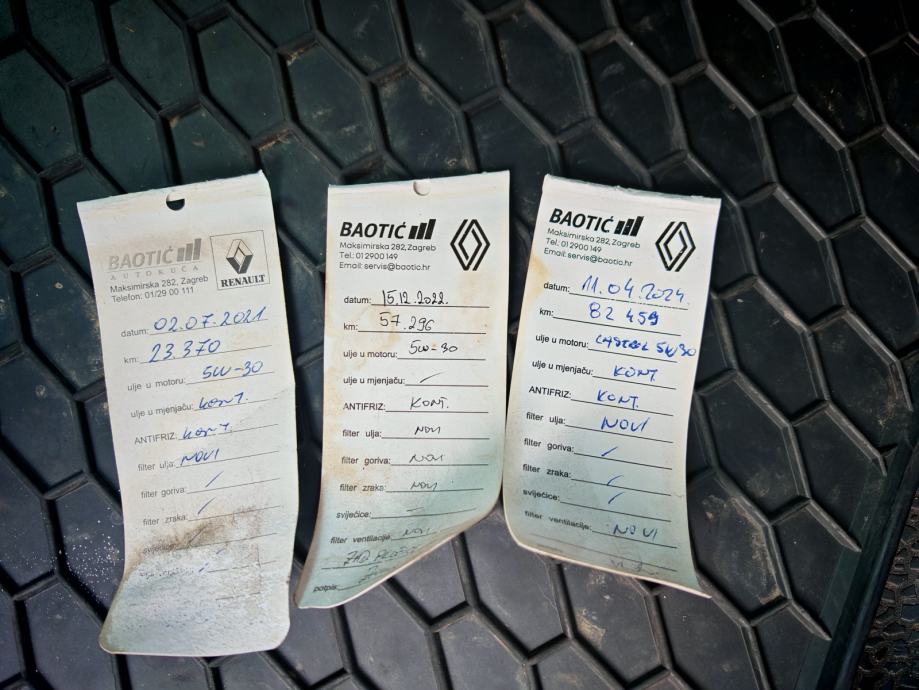 BAOTIĆ
AUTOKUĆA
RENAULT
Maksimirska 282, Zagreb
Telefon: 01/29 00 111
datum: 02.07.2021
km: 23.370
ulje u motoru: 5W-30
ulje u mjenjaču: KONT.
ANTIFRIZ: KONT.
filter ulja: NOVI
filter goriva: /
filter zraka: /
svijećice:
BAOTIĆ
Maksimirska 282, Zagreb
Tel.: 01 2900 149
Email: servis@baotic.hr
datum: 15.12.2022.
km: 57.296
ulje u motoru: 5W-30
ulje u mjenjaču: /
ANTIFRIZ: KONT.
filter ulja: NOVI
filter goriva: NOVI
filter zraka: NOVI
svijećice: -
filter ventilacije: NOVI
potpis:
BAOTIĆ
Maksimirska 282, Zagreb
Tel.: 01 2900 149
Email: servis@baotic.hr
datum: 11.04.2024.
km: 82 459
ulje u motoru: CASTROL 5W30
ulje u mjenjaču: KONT.
ANTIFRIZ: KONT.
filter ulja: NOVI
filter goriva: /
filter zraka: /
svijećice: /
filter ventilacije: NOVI